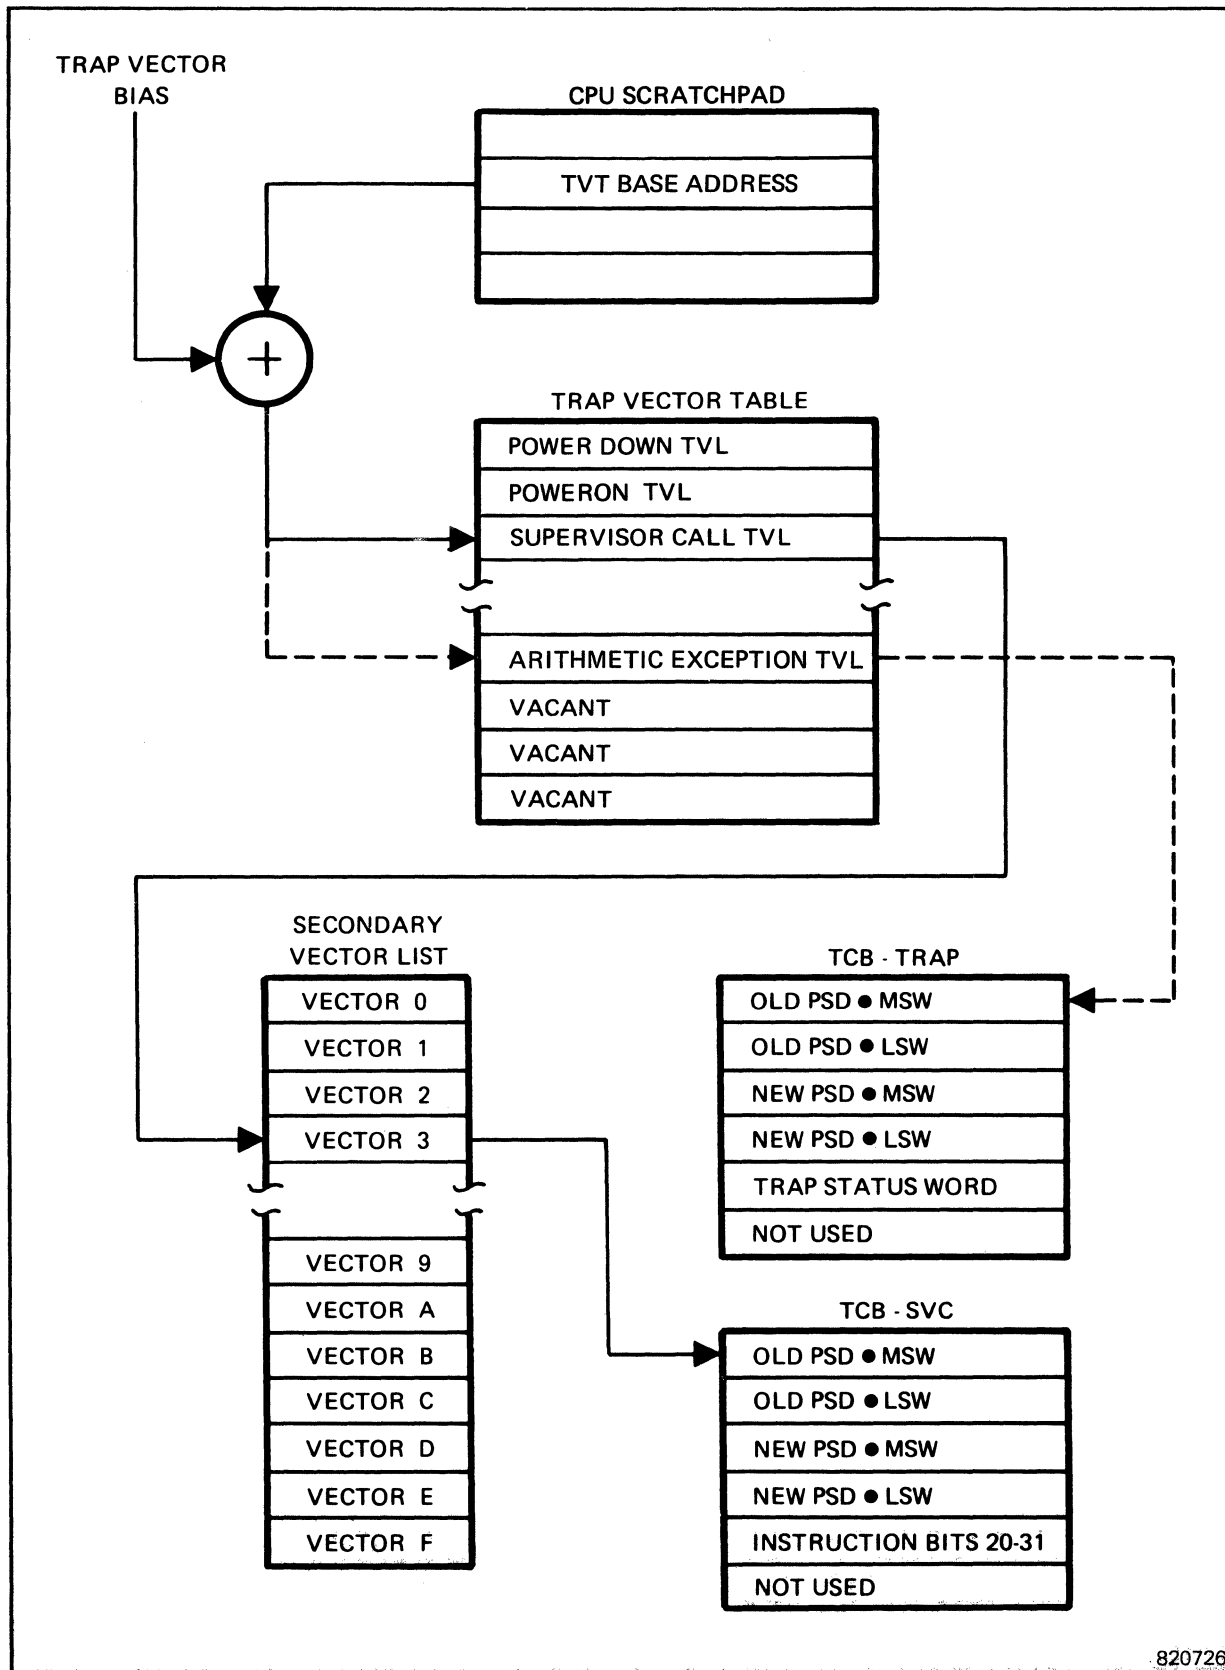 TRAP VECTOR
BIAS
CPU SCRATCHPAD
TVT BASE ADDRESS
+
TRAP VECTOR TABLE
POWER DOWN TVL
POWERON TVL
SUPERVISOR CALL TVL
ARITHMETIC EXCEPTION TVL
VACANT
VACANT
VACANT
SECONDARY
VECTOR LIST
VECTOR 0
VECTOR 1
VECTOR 2
VECTOR 3
VECTOR 9
VECTOR A
VECTOR B
VECTOR C
VECTOR D
VECTOR E
VECTOR F
TCB - TRAP
OLD PSD ● MSW
OLD PSD ● LSW
NEW PSD ● MSW
NEW PSD ● LSW
TRAP STATUS WORD
NOT USED
TCB - SVC
OLD PSD ● MSW
OLD PSD ● LSW
NEW PSD ● MSW
NEW PSD ● LSW
INSTRUCTION BITS 20-31
NOT USED
820726